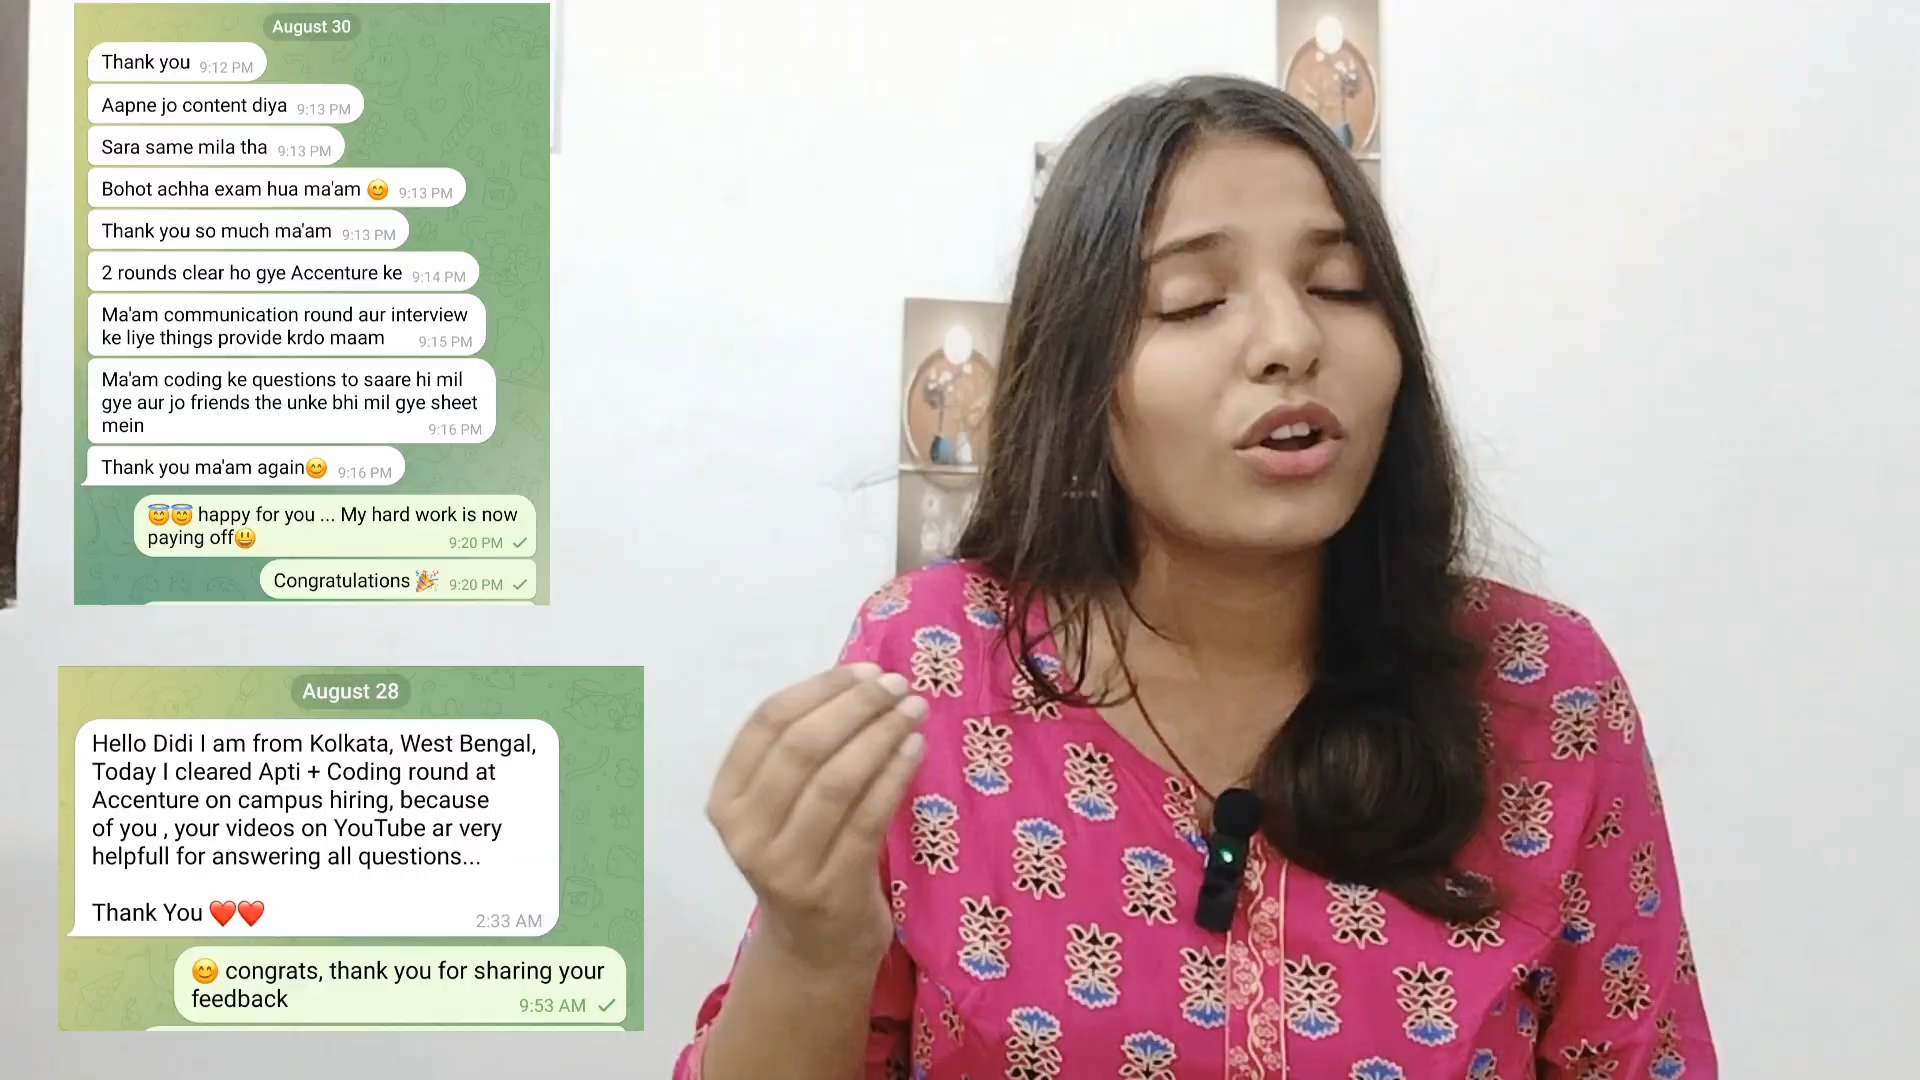 August 30
Thank you 9:12 PM
Aapne jo content diya 9:13 PM
Sara same mila tha 9:13 PM
Bohot achha exam hua ma'am 😊 9:13 PM
Thank you so much ma'am 9:13 PM
2 rounds clear ho gye Accenture ke 9:14 PM
Ma'am communication round aur interview
ke liye things provide krdo maam 9:15 PM
Ma'am coding ke questions to saare hi mil
gye aur jo friends the unke bhi mil gye sheet
mein 9:16 PM
Thank you ma'am again😊 9:16 PM
😇😇 happy for you ... My hard work is now
paying off😃 9:20 PM
Congratulations 🎉 9:20 PM
August 28
Hello Didi I am from Kolkata, West Bengal,
Today I cleared Apti + Coding round at
Accenture on campus hiring, because
of you , your videos on YouTube ar very
helpfull for answering all questions...
Thank You ❤️❤️ 2:33 AM
😊 congrats, thank you for sharing your
feedback 9:53 AM